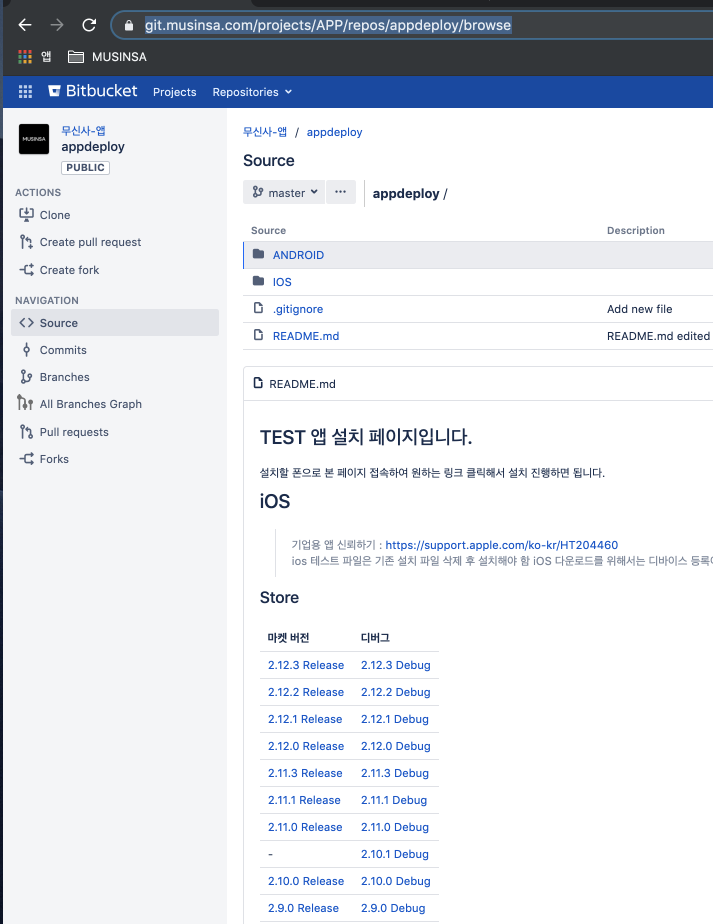 git.musinsa.com/projects/APP/repos/appdeploy/browse
앱 MUSINSA
Bitbucket Projects Repositories
MUSINSA
무신사-앱
appdeploy
PUBLIC
ACTIONS
Clone
Create pull request
Create fork
NAVIGATION
Source
Commits
Branches
All Branches Graph
Pull requests
Forks
무신사-앱 / appdeploy
Source
master ··· appdeploy /
Source Description
ANDROID
IOS
.gitignore Add new file
README.md README.md edited
README.md
TEST 앱 설치 페이지입니다.
설치할 폰으로 본 페이지 접속하여 원하는 링크 클릭해서 설치 진행하면 됩니다.
iOS
기업용 앱 신뢰하기 : https://support.apple.com/ko-kr/HT204460
ios 테스트 파일은 기존 설치 파일 삭제 후 설치해야 함 iOS 다운로드를 위해서는 디바이스
Store
마켓 버전 디버그
2.12.3 Release 2.12.3 Debug
2.12.2 Release 2.12.2 Debug
2.12.1 Release 2.12.1 Debug
2.12.0 Release 2.12.0 Debug
2.11.3 Release 2.11.3 Debug
2.11.1 Release 2.11.1 Debug
2.11.0 Release 2.11.0 Debug
- 2.10.1 Debug
2.10.0 Release 2.10.0 Debug
2.9.0 Release 2.9.0 Debug